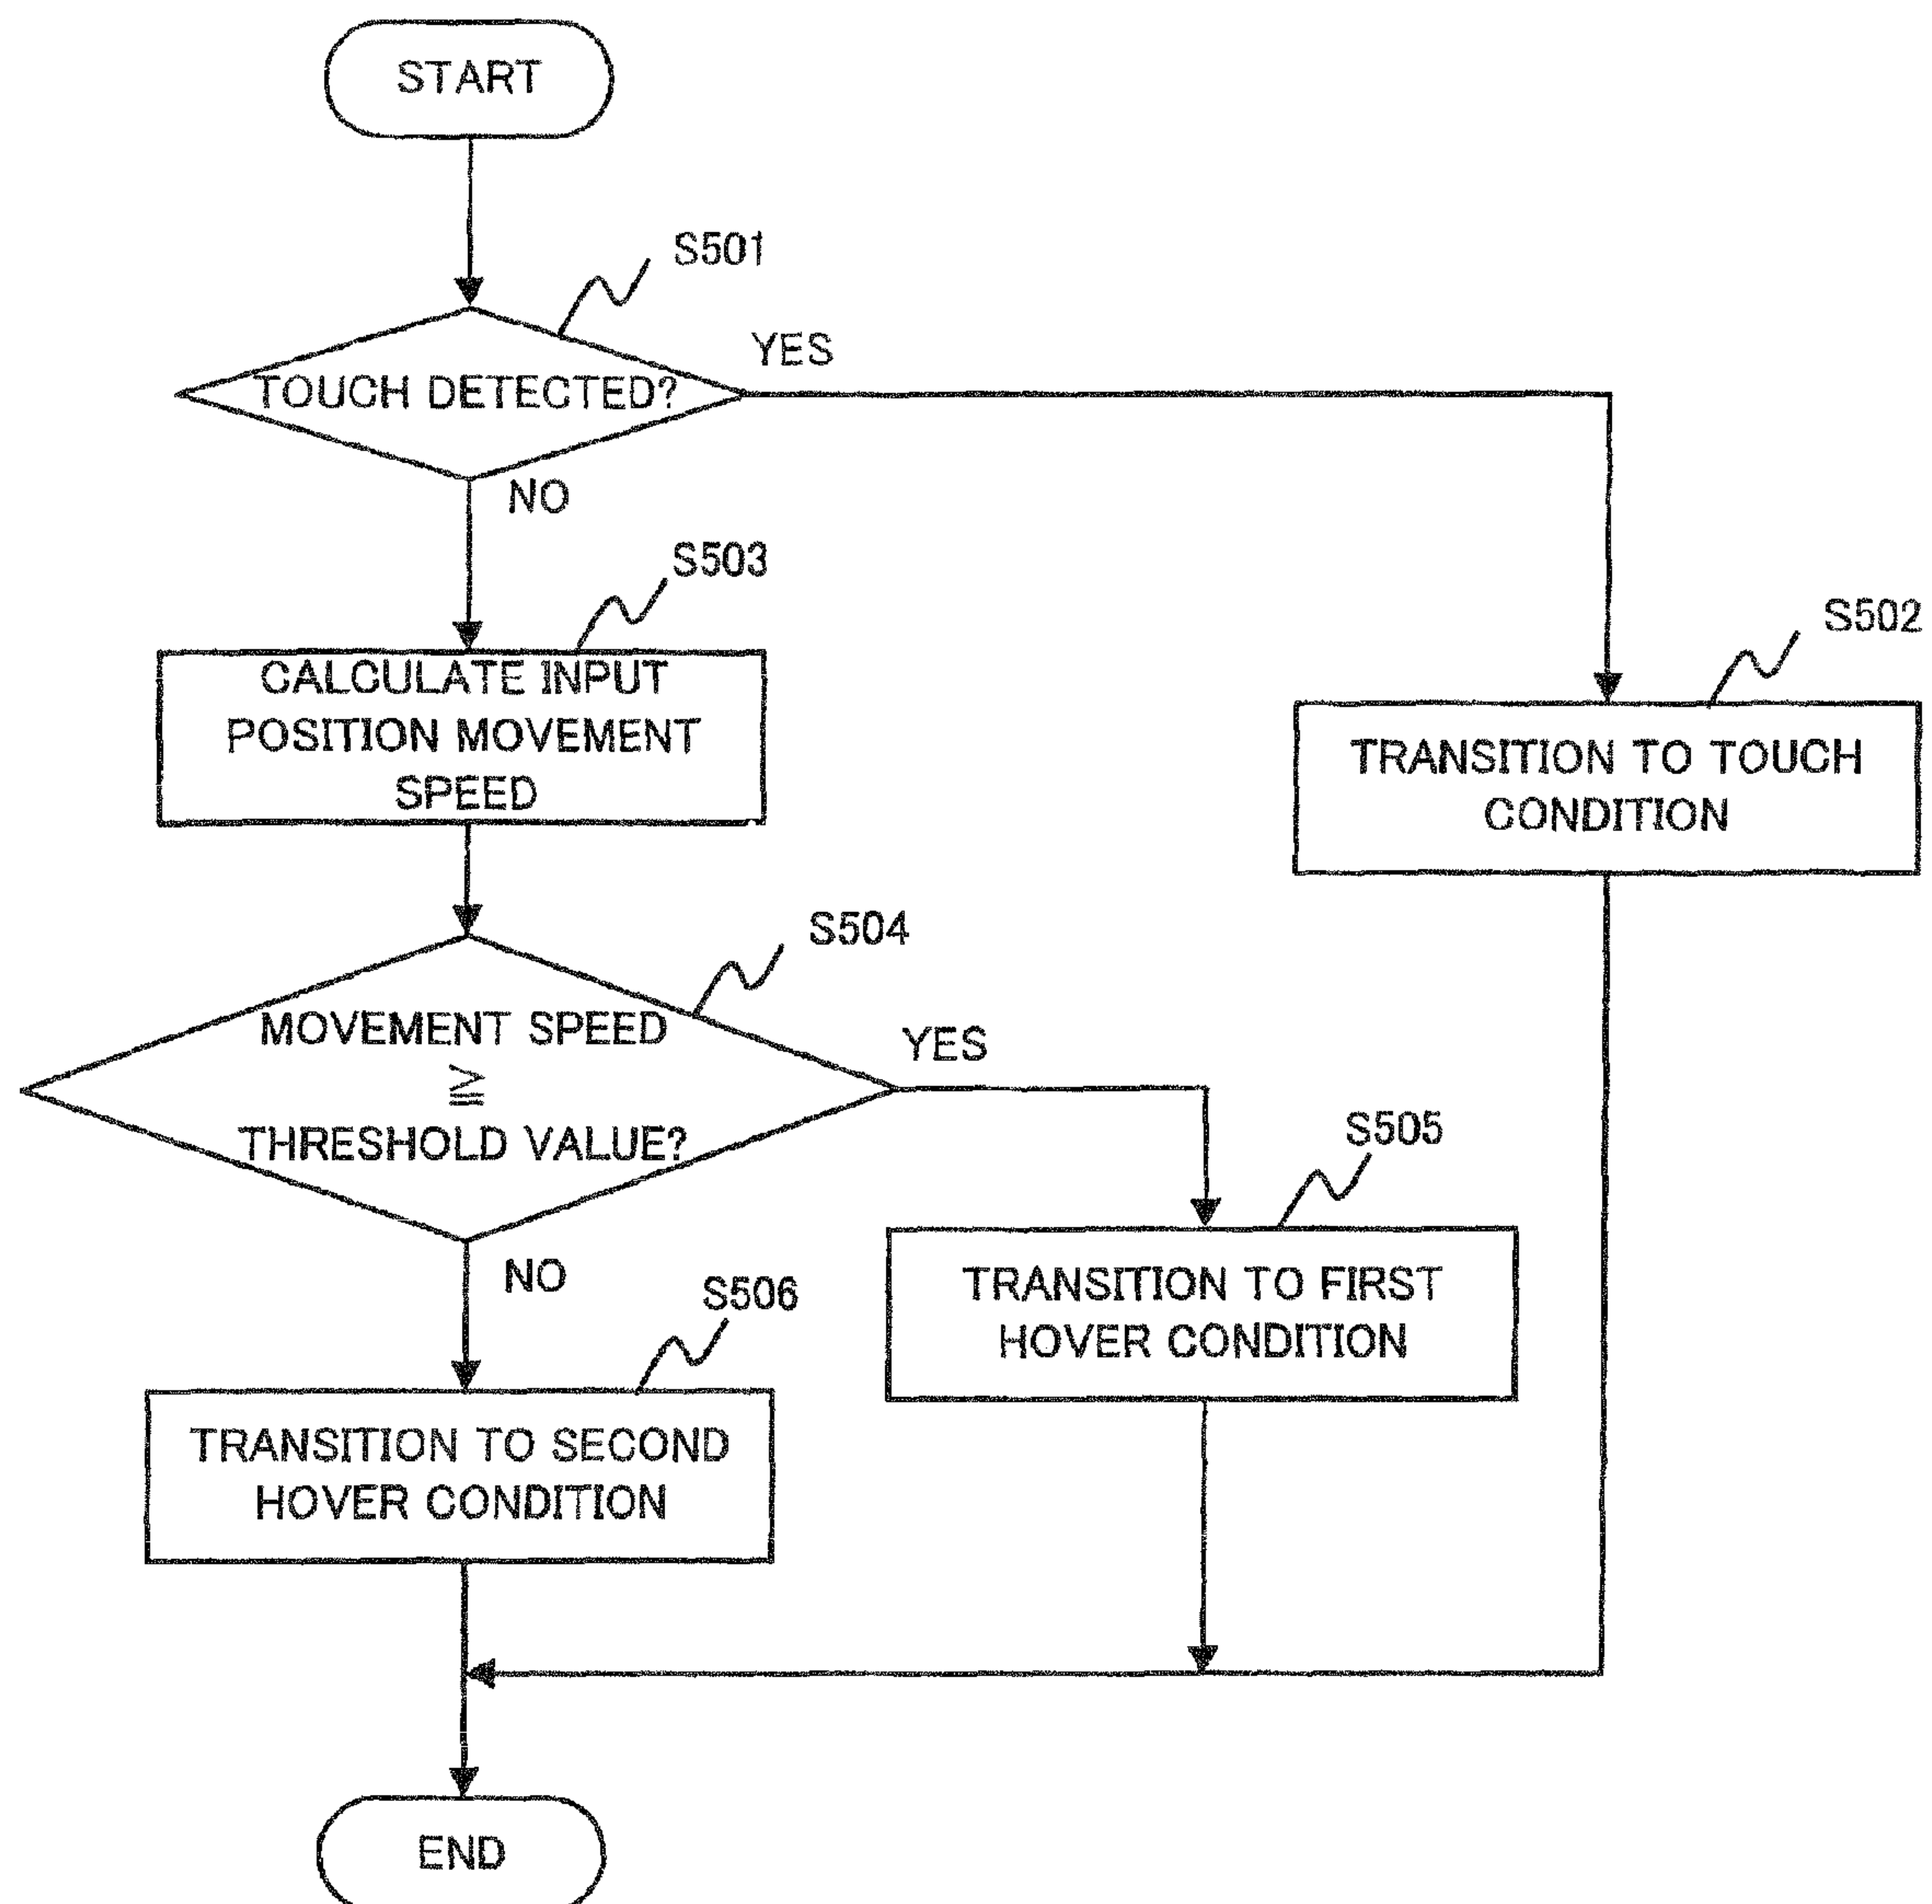 START
S501
TOUCH DETECTED?
YES
NO
S503
CALCULATE INPUT
POSITION MOVEMENT
SPEED
S502
TRANSITION TO TOUCH
CONDITION
S504
MOVEMENT SPEED
≧
THRESHOLD VALUE?
YES
NO
S505
TRANSITION TO FIRST
HOVER CONDITION
S506
TRANSITION TO SECOND
HOVER CONDITION
END